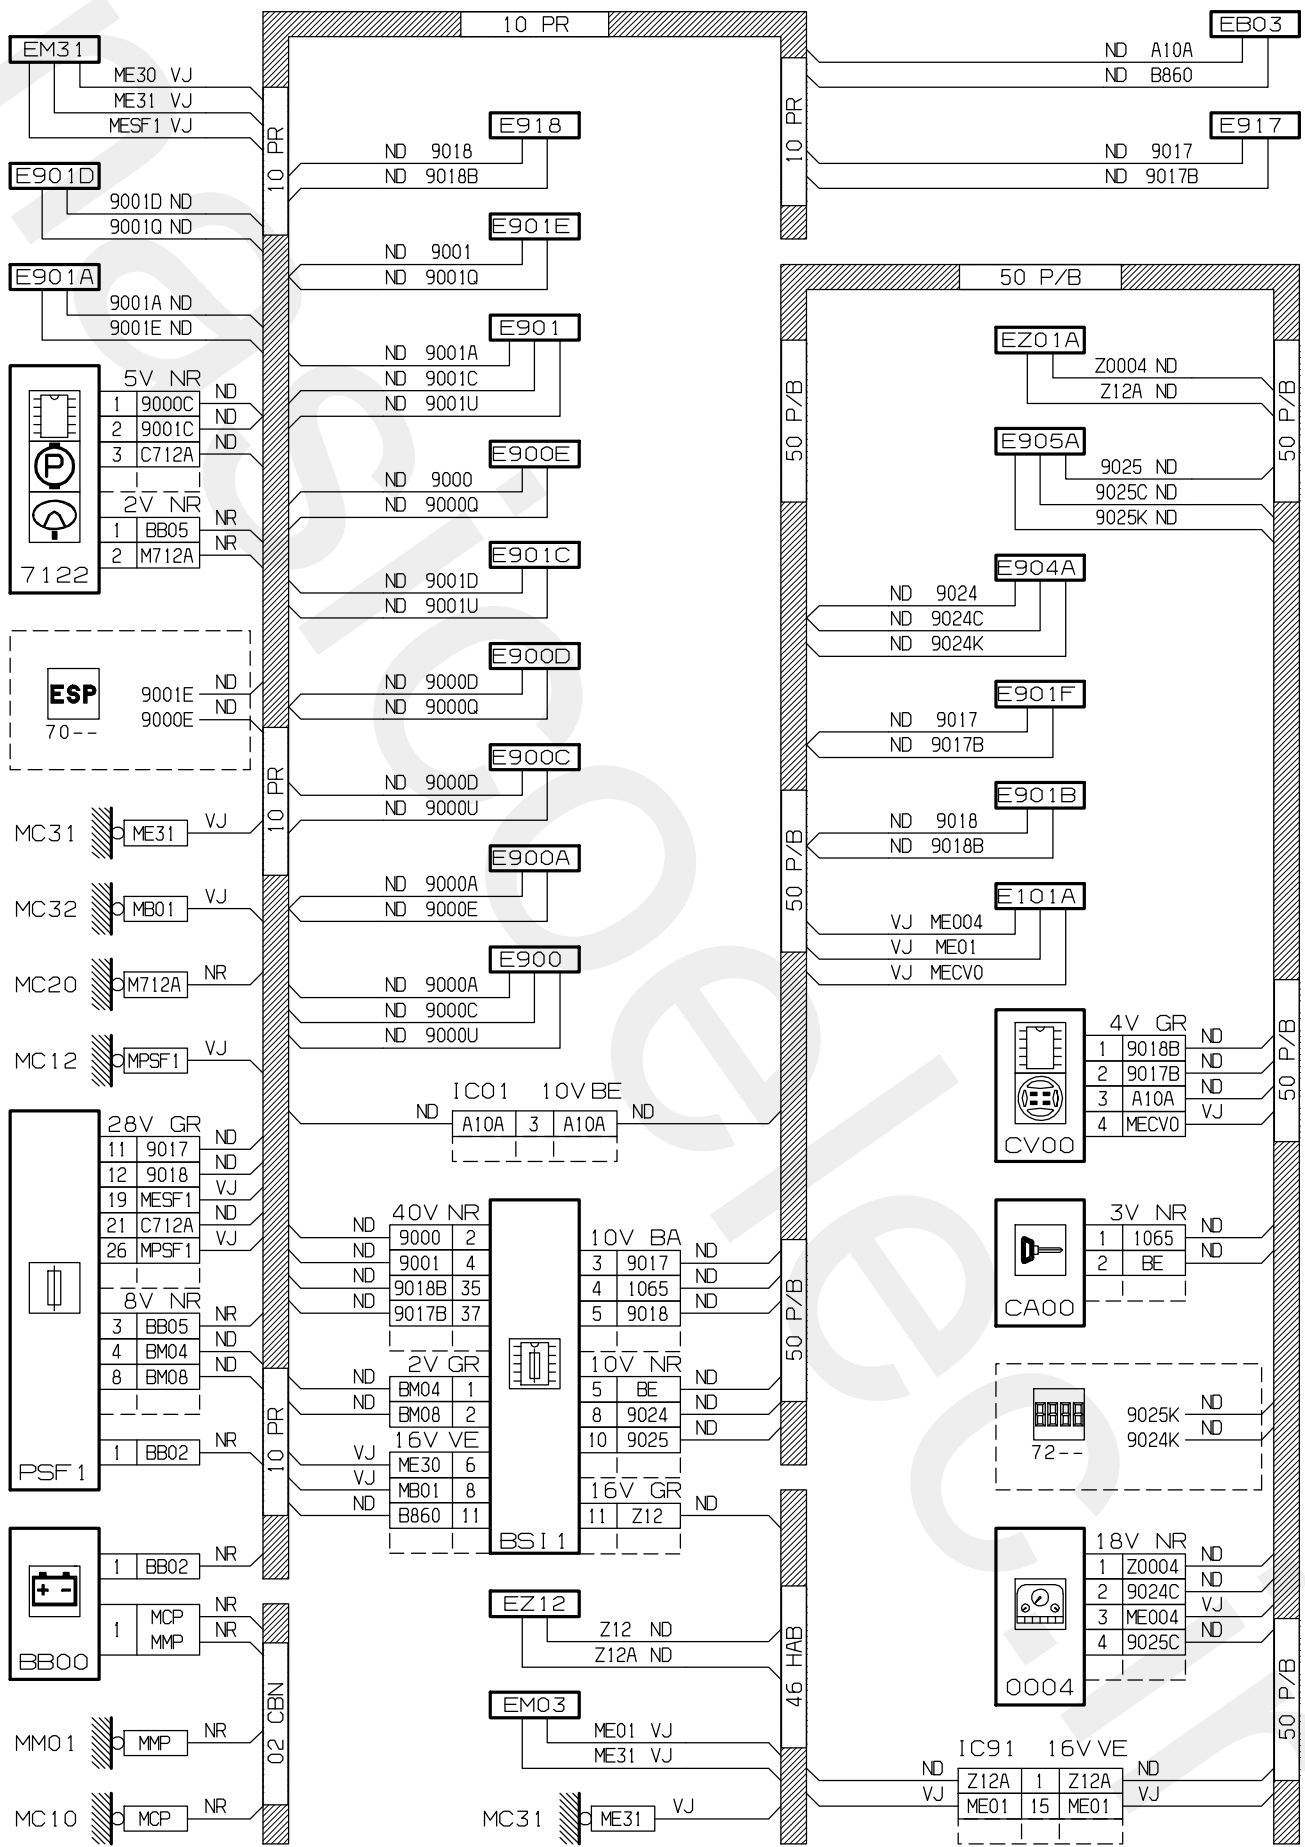 10 PR
EM31
ME30 VJ
ME31 VJ
MESF1 VJ
10 PR
E901D
9001D ND
9001Q ND
E901A
9001A ND
9001E ND
5V NR
1 9000C ND
2 9001C ND
3 C712A ND
P
2V NR
1 BB05 NR
2 M712A NR
7122
ESP
70--
9001E ND
9000E ND
10 PR
MC31 ME31 VJ
MC32 MB01 VJ
MC20 M712A NR
MC12 MPSF1 VJ
28V GR
11 9017 ND
12 9018 ND
19 MESF1 VJ
21 C712A ND
26 MPSF1 VJ
8V NR
3 BB05 NR
4 BM04 ND
8 BM08 ND
1 BB02 NR
PSF1
10 PR
1 BB02 NR
1 MCP NR
MMP NR
+ -
BB00
02 CBN
MM01 MMP NR
MC10 MCP NR
E918
ND 9018
ND 9018B
E901E
ND 9001
ND 9001Q
E901
ND 9001A
ND 9001C
ND 9001U
E900E
ND 9000
ND 9000Q
E901C
ND 9001D
ND 9001U
E900D
ND 9000D
ND 9000Q
E900C
ND 9000D
ND 9000U
E900A
ND 9000A
ND 9000E
E900
ND 9000A
ND 9000C
ND 9000U
IC01 10V BE
ND A10A 3 A10A ND
40V NR
ND 9000 2
ND 9001 4
ND 9018B 35
ND 9017B 37
2V GR
ND BM04 1
ND BM08 2
16V VE
VJ ME30 6
VJ MB01 8
ND B860 11
BSI1
10V BA
3 9017 ND
4 1065 ND
5 9018 ND
10V NR
5 BE ND
8 9024 ND
10 9025 ND
16V GR
11 Z12 ND
EZ12
Z12 ND
Z12A ND
EM03
ME01 VJ
ME31 VJ
MC31 ME31 VJ
46 HAB
10 PR
EB03
ND A10A
ND B860
E917
ND 9017
ND 9017B
50 P/B
50 P/B
50 P/B
50 P/B
EZ01A
Z0004 ND
Z12A ND
E905A
9025 ND
9025C ND
9025K ND
50 P/B
E904A
ND 9024
ND 9024C
ND 9024K
E901F
ND 9017
ND 9017B
E901B
ND 9018
ND 9018B
E101A
VJ ME004
VJ ME01
VJ MECV0
4V GR
1 9018B ND
2 9017B ND
3 A10A ND
4 MECV0 VJ
CV00
50 P/B
3V NR
1 1065 ND
2 BE ND
CA00
72--
9025K ND
9024K ND
18V NR
1 Z0004 ND
2 9024C ND
3 ME004 VJ
4 9025C ND
0004
50 P/B
IC91 16V VE
ND Z12A 1 Z12A ND
VJ ME01 15 ME01 VJ